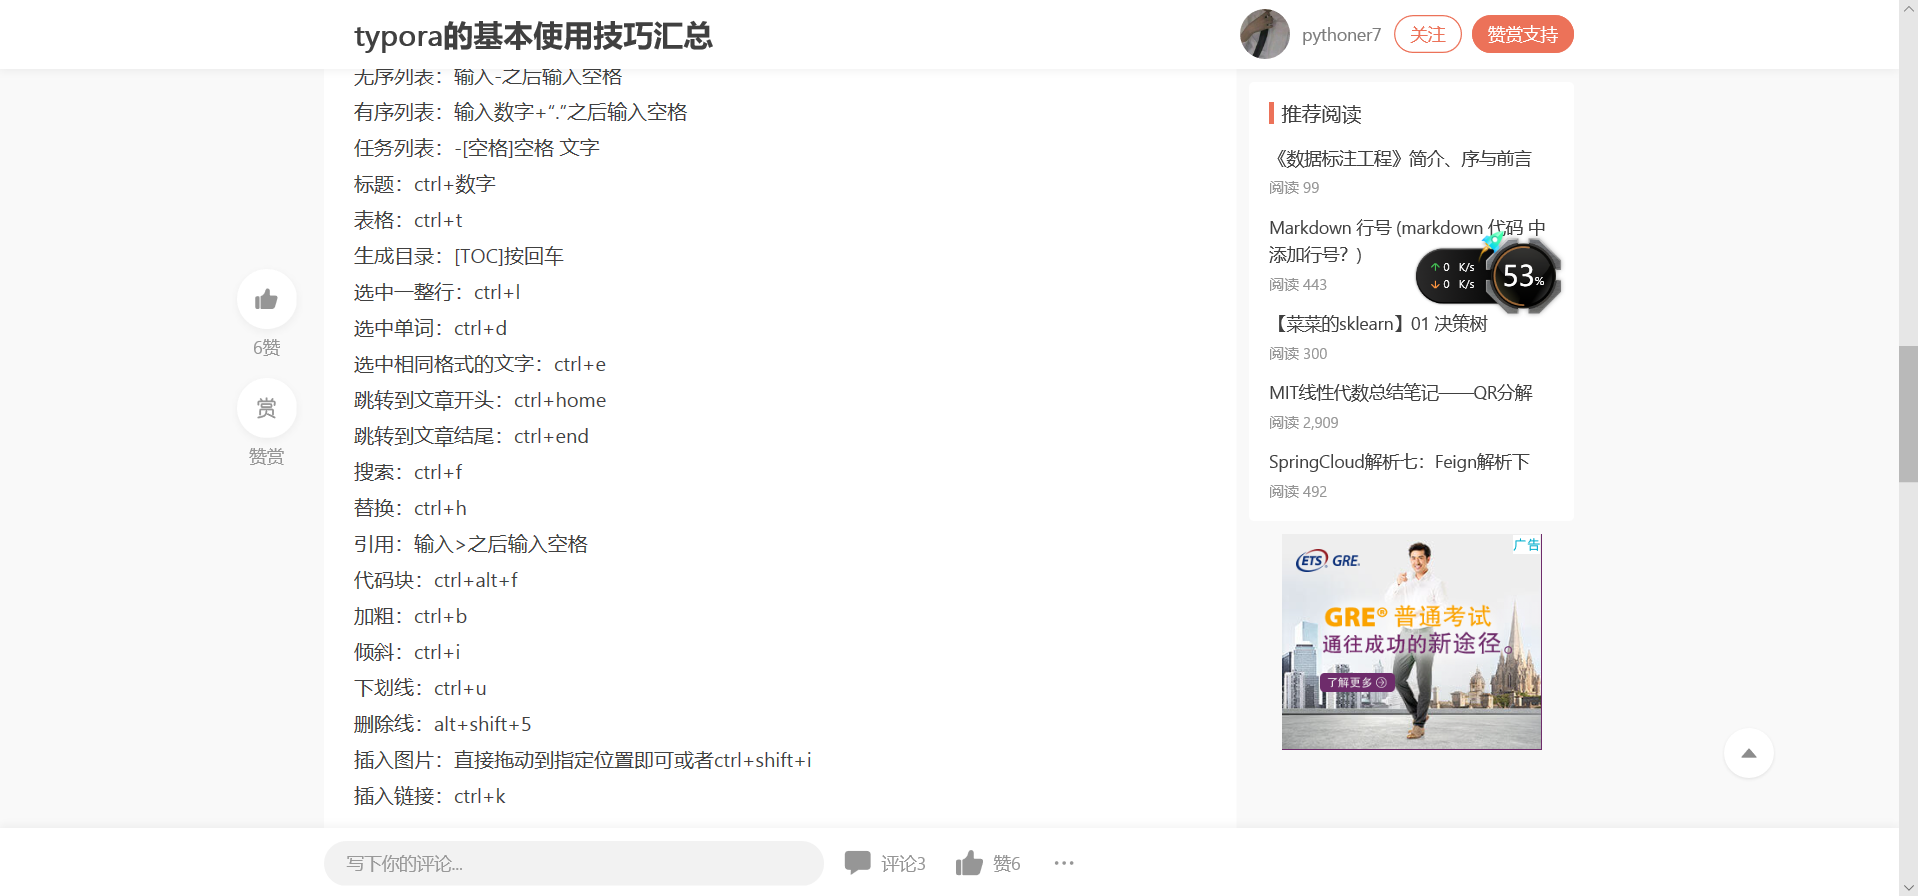 typora的基本使用技巧汇总
pythoner7
关注
赞赏支持
无序列表：输入-之后输入空格
有序列表：输入数字+“.”之后输入空格
任务列表：-[空格]空格 文字
标题：ctrl+数字
表格：ctrl+t
生成目录：[TOC]按回车
选中一整行：ctrl+l
选中单词：ctrl+d
选中相同格式的文字：ctrl+e
跳转到文章开头：ctrl+home
跳转到文章结尾：ctrl+end
搜索：ctrl+f
替换：ctrl+h
引用：输入>之后输入空格
代码块：ctrl+alt+f
加粗：ctrl+b
倾斜：ctrl+i
下划线：ctrl+u
删除线：alt+shift+5
插入图片：直接拖动到指定位置即可或者ctrl+shift+i
插入链接：ctrl+k
6赞
赏
赞赏
推荐阅读
《数据标注工程》简介、序与前言
阅读 99
Markdown 行号 (markdown 代码 中
添加行号？)
阅读 443
【菜菜的sklearn】01 决策树
阅读 300
MIT线性代数总结笔记——QR分解
阅读 2,909
SpringCloud解析七：Feign解析下
阅读 492
↑ 0 K/s
↓ 0 K/s
53%
广告
ETS GRE.
GRE® 普通考试
通往成功的新途径。
了解更多
写下你的评论...
评论3
赞6